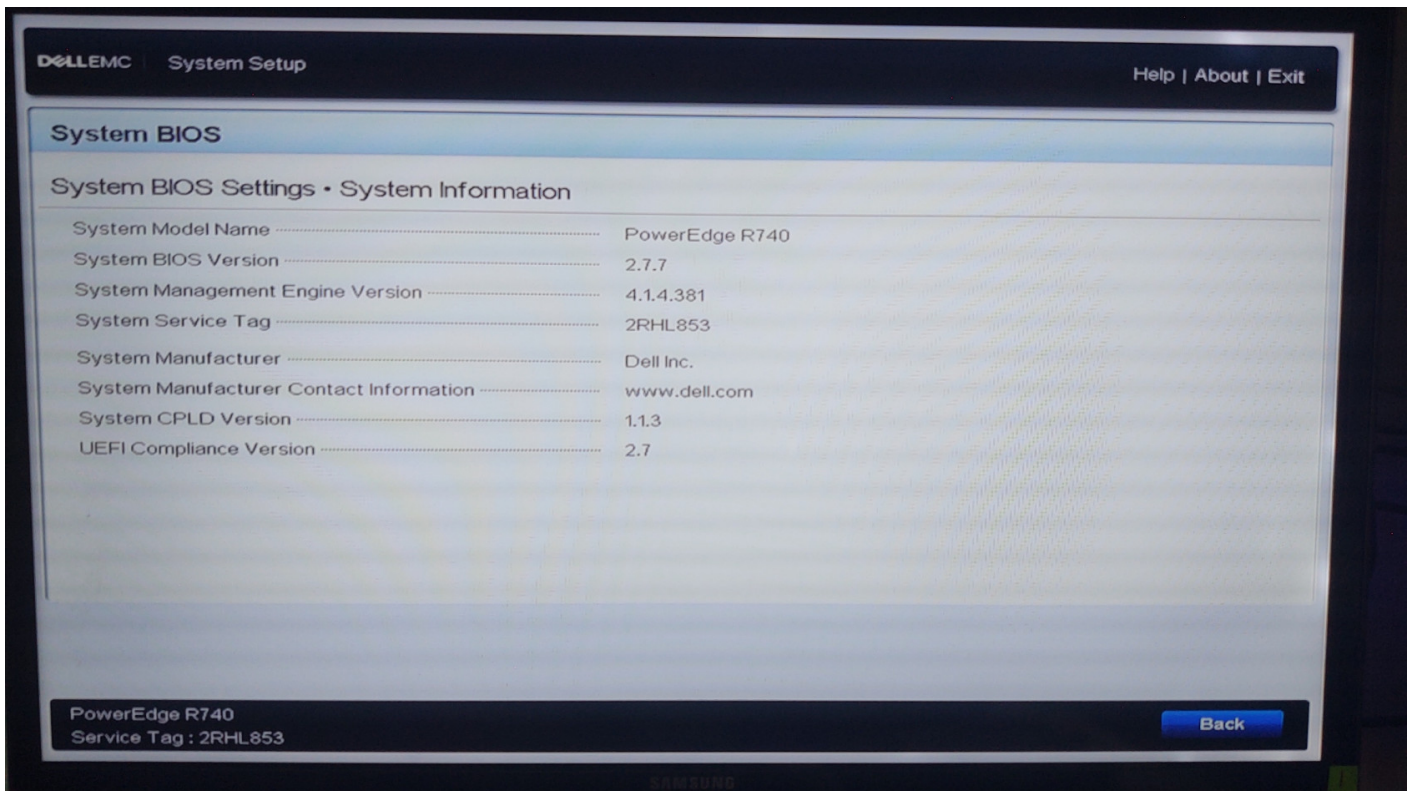 DELLEMC System Setup
Help | About | Exit
System BIOS
System BIOS Settings • System Information
System Model Name PowerEdge R740
System BIOS Version 2.7.7
System Management Engine Version 4.1.4.381
System Service Tag 2RHL853
System Manufacturer Dell Inc.
System Manufacturer Contact Information www.dell.com
System CPLD Version 1.1.3
UEFI Compliance Version 2.7
PowerEdge R740
Service Tag : 2RHL853
Back
SAMSUNG